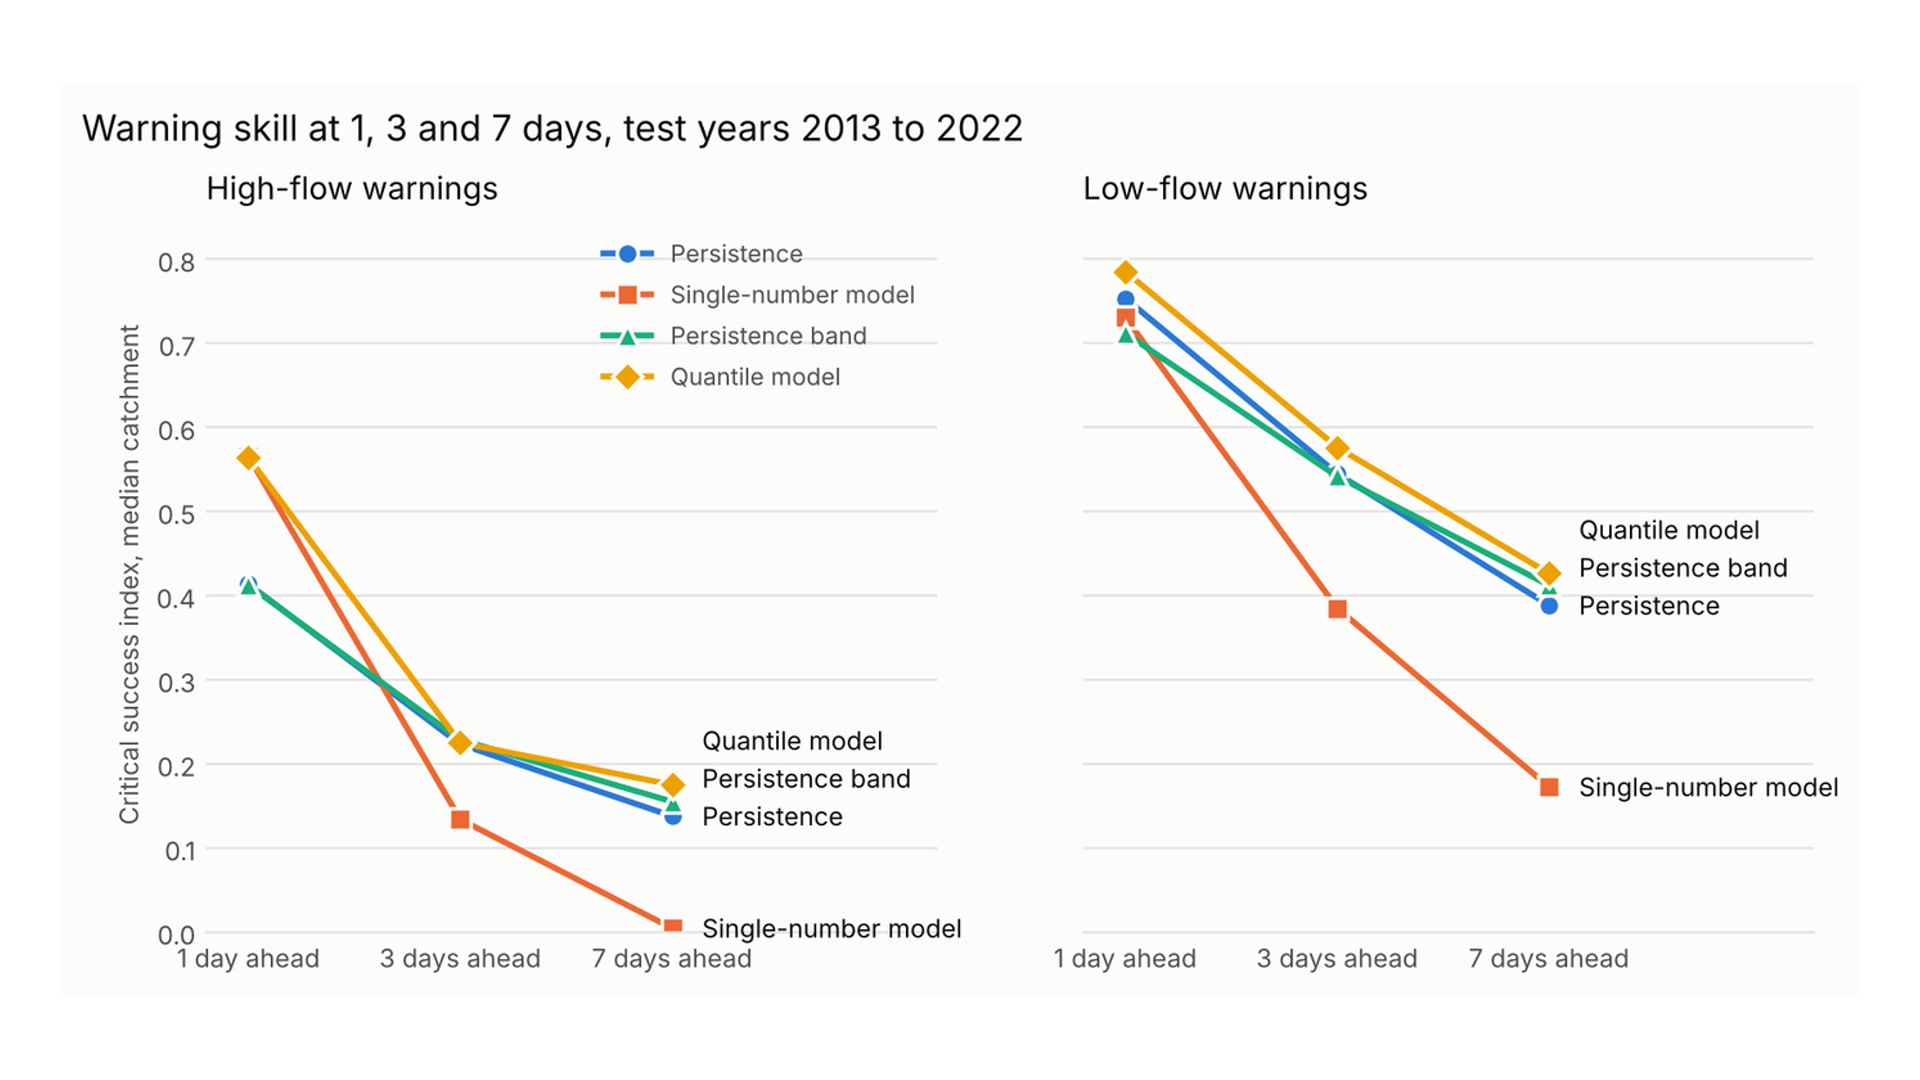 Warning skill at 1, 3 and 7 days, test years 2013 to 2022
High-flow warnings
Critical success index, median catchment
0.8
0.7
0.6
0.5
0.4
0.3
0.2
0.1
0.0
Persistence
Single-number model
Persistence band
Quantile model
Quantile model
Persistence band
Persistence
Single-number model
1 day ahead
3 days ahead
7 days ahead
Low-flow warnings
Quantile model
Persistence band
Persistence
Single-number model
1 day ahead
3 days ahead
7 days ahead